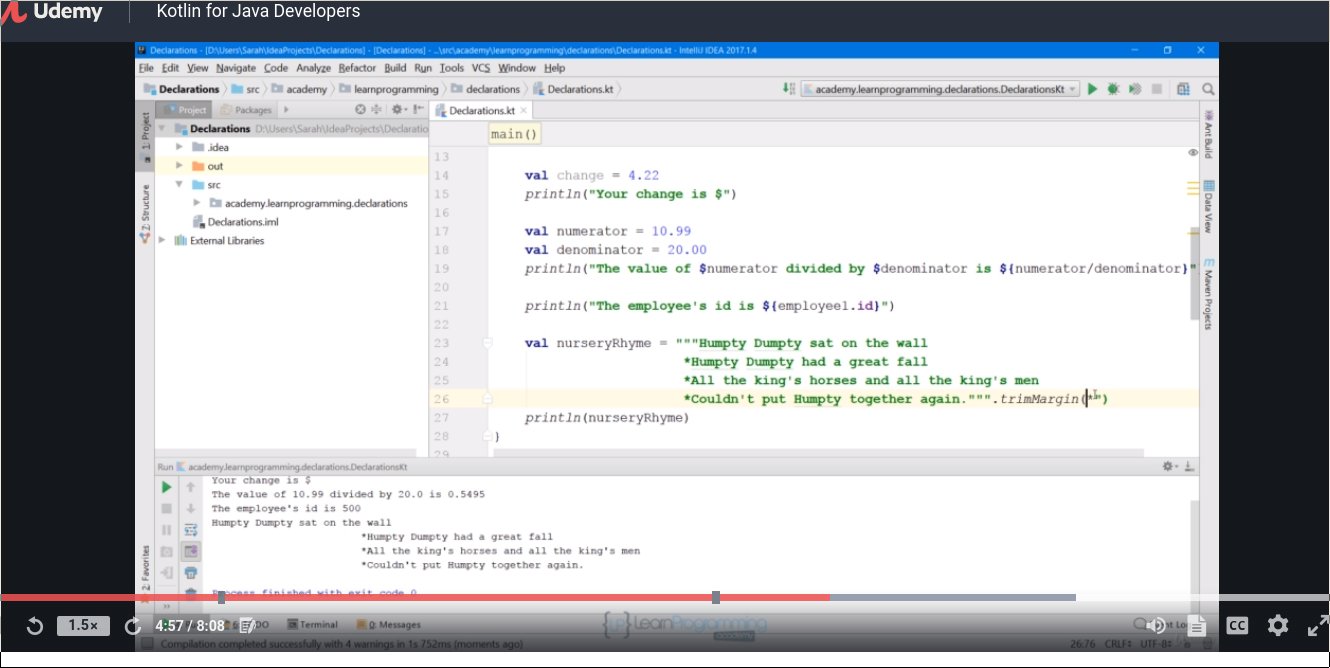 Udemy
Kotlin for Java Developers
Declarations - [D:\Users\Sarah\IdeaProjects\Declarations] - [Declarations] - ...\src\academy\learnprogramming\declarations\Declarations.kt - IntelliJ IDEA 2017.1.4
File Edit View Navigate Code Analyze Refactor Build Run Tools VCS Window Help
Declarations src academy learnprogramming declarations Declarations.kt academy.learnprogramming.declarations.DeclarationsKt
Project Packages Declarations.kt
1: Project
2: Structure
2: Favorites
Ant Build
Data View
Maven Projects
Declarations D:\Users\Sarah\IdeaProjects\Declaratio
.idea
out
src
academy.learnprogramming.declarations
Declarations.iml
External Libraries
main()
13
14 val change = 4.22
15 println("Your change is $")
16
17 val numerator = 10.99
18 val denominator = 20.00
19 println("The value of $numerator divided by $denominator is ${numerator/denominator}"
20
21 println("The employee's id is ${employee1.id}")
22
23 val nurseryRhyme = """Humpty Dumpty sat on the wall
24 *Humpty Dumpty had a great fall
25 *All the king's horses and all the king's men
26 *Couldn't put Humpty together again.""".trimMargin("*")
27 println(nurseryRhyme)
28 }
29
Run academy.learnprogramming.declarations.DeclarationsKt
Your change is $
The value of 10.99 divided by 20.0 is 0.5495
The employee's id is 500
Humpty Dumpty sat on the wall
*Humpty Dumpty had a great fall
*All the king's horses and all the king's men
*Couldn't put Humpty together again.
Process finished with exit code 0
1.5x 4:57 / 8:08 6: TODO Terminal 0: Messages LearnProgramming academy CC
Compilation completed successfully with 4 warnings in 1s 752ms (moments ago) 26:76 CRLF: UTF-8: